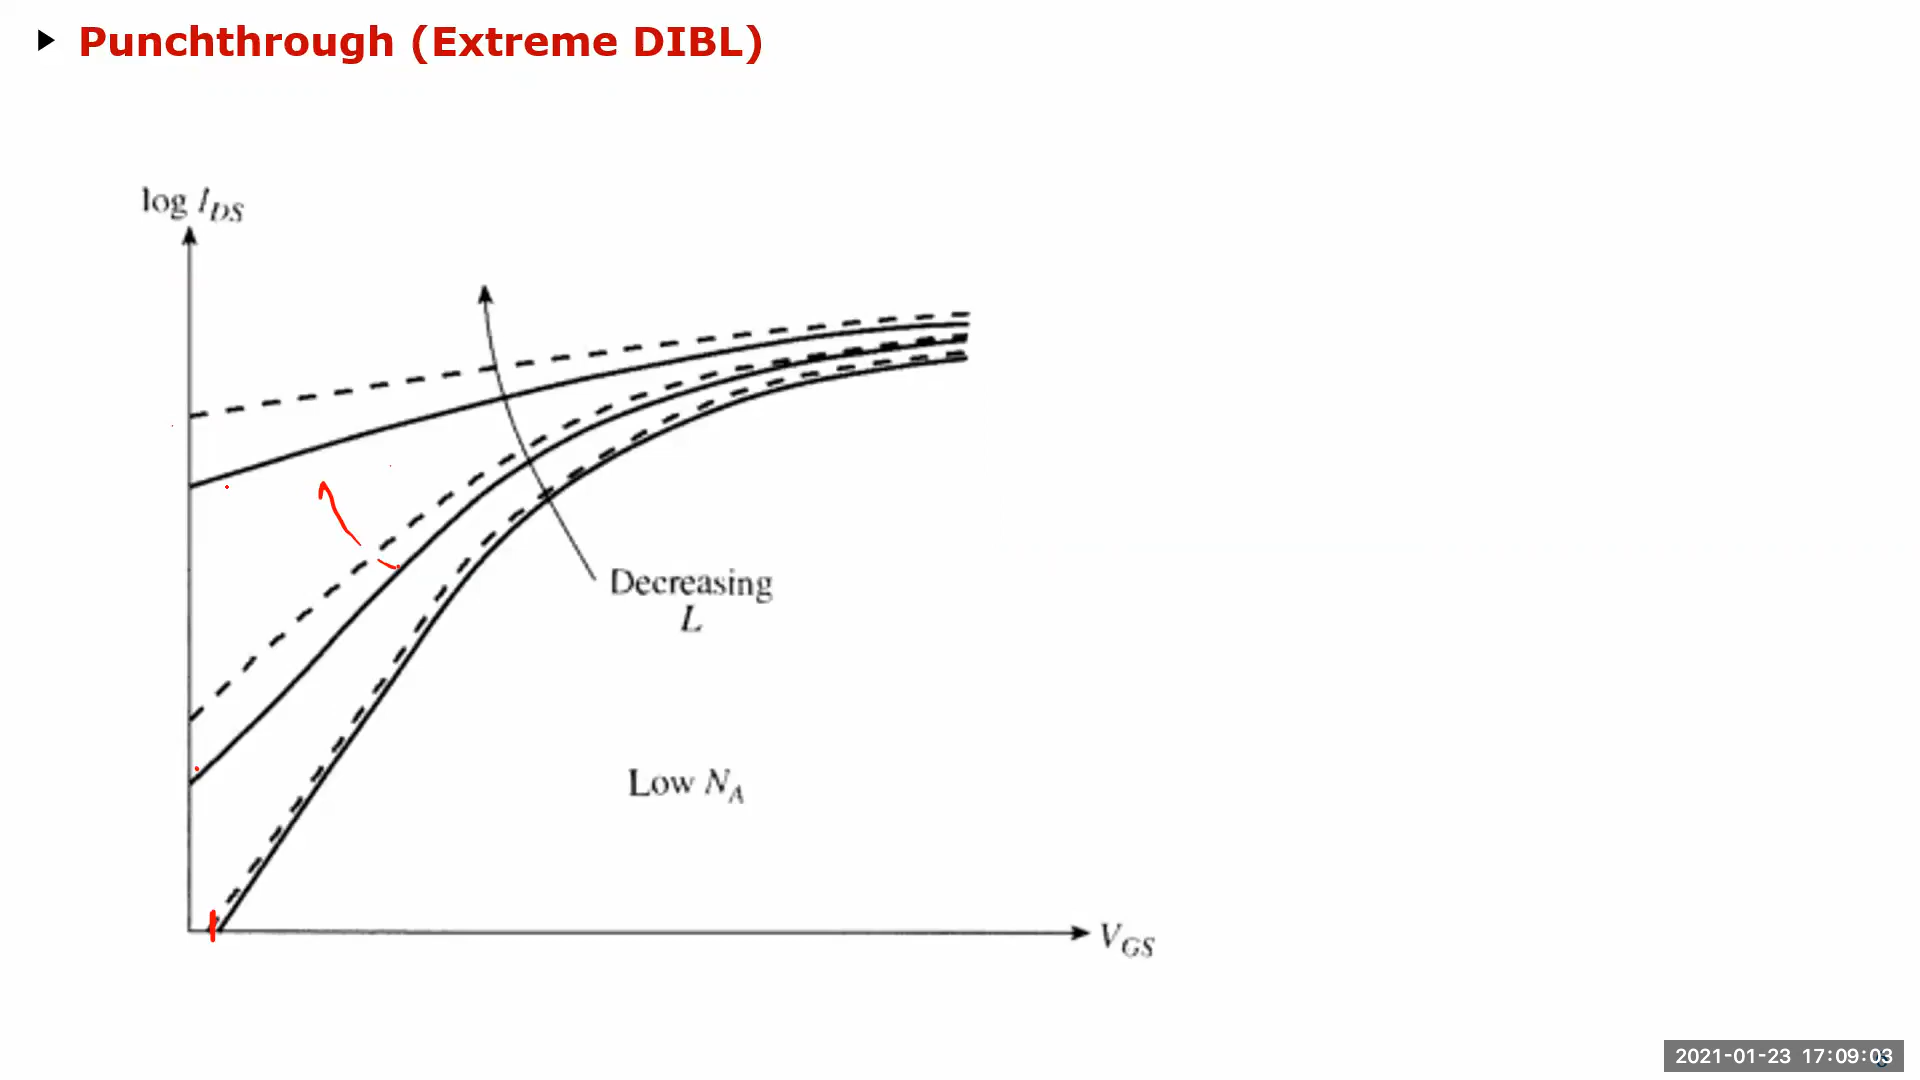 Punchthrough (Extreme DIBL)
log I_DS
Decreasing
L
Low N_A
V_GS
2021-01-23 17:09:03